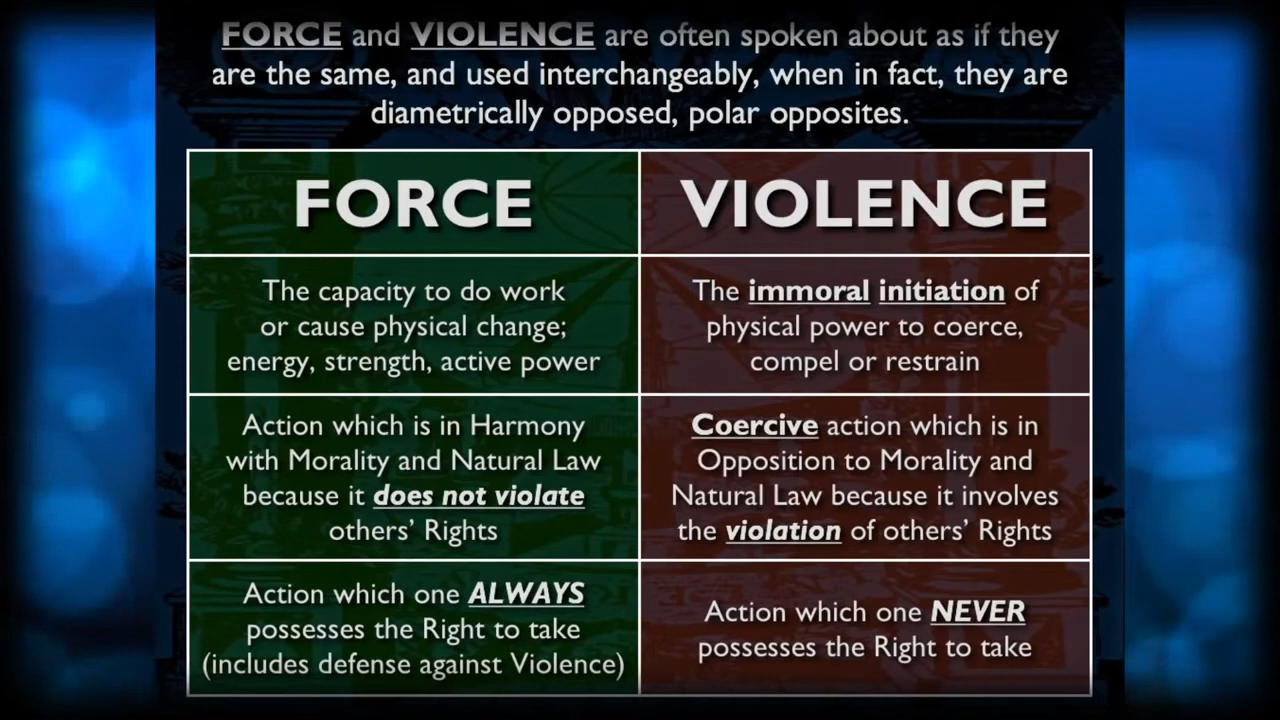 FORCE and VIOLENCE are often spoken about as if they
are the same, and used interchangeably, when in fact, they are
diametrically opposed, polar opposites.
FORCE
VIOLENCE
The capacity to do work
or cause physical change;
energy, strength, active power
The immoral initiation of
physical power to coerce,
compel or restrain
Action which is in Harmony
with Morality and Natural Law
because it does not violate
others’ Rights
Coercive action which is in
Opposition to Morality and
Natural Law because it involves
the violation of others’ Rights
Action which one ALWAYS
possesses the Right to take
(includes defense against Violence)
Action which one NEVER
possesses the Right to take